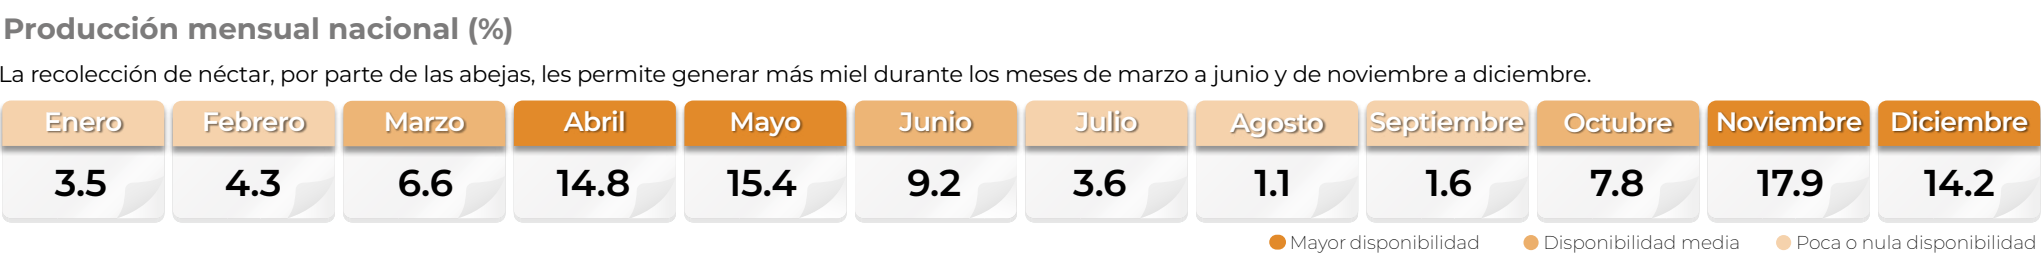 Producción mensual nacional (%)
La recolección de néctar, por parte de las abejas, les permite generar más miel durante los meses de marzo a junio y de noviembre a diciembre.
Enero Febrero Marzo Abril Mayo Junio Julio Agosto Septiembre Octubre Noviembre Diciembre
3.5 4.3 6.6 14.8 15.4 9.2 3.6 1.1 1.6 7.8 17.9 14.2
Mayor disponibilidad Disponibilidad media Poca o nula disponibilidad